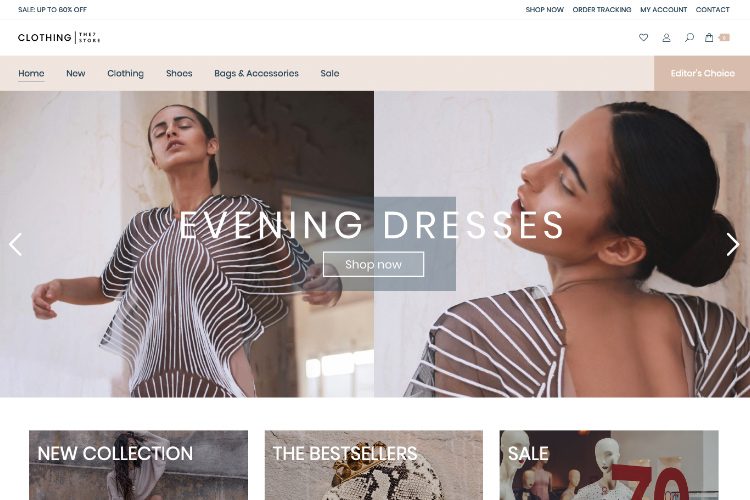 SALE: UP TO 60% OFF
SHOP NOW ORDER TRACKING MY ACCOUNT CONTACT
CLOTHING THE7 STORE
0
Home New Clothing Shoes Bags & Accessories Sale
Editor's Choice
EVENING DRESSES
Shop now
NEW COLLECTION
THE BESTSELLERS
SALE
70